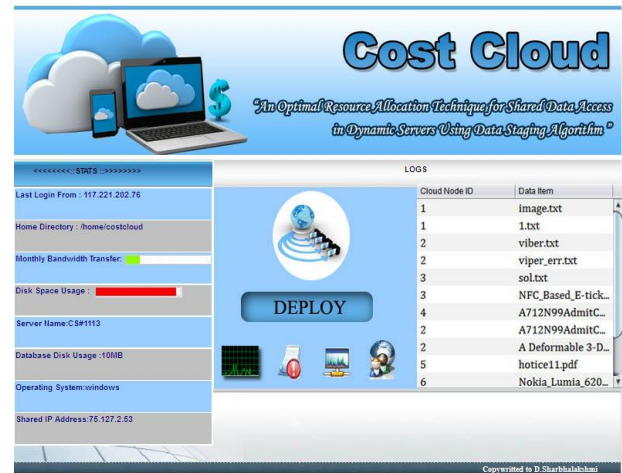 Cost Cloud
“An Optimal Resource Allocation Technique for Shared Data Access
in Dynamic Servers Using Data Staging Algorithm”
<<<<<<<<:: STATS ::>>>>>>>>
LOGS
Last Login From : 117.221.202.76
Home Directory : /home/costcloud
Monthly Bandwidth Transfer:
Disk Space Usage :
Server Name:CS#1113
Database Disk Usage :10MB
Operating System:windows
Shared IP Address:75.127.2.53
DEPLOY
Cloud Node ID Data Item
1 image.txt
1 1.txt
2 viber.txt
2 viper_err.txt
3 sol.txt
3 NFC_Based_E-tick...
4 A712N99AdmitC...
2 A712N99AdmitC...
2 A Deformable 3-D...
5 hotice11.pdf
6 Nokia_Lumia_620...
Copywritted to D.Sharbhalakshmi